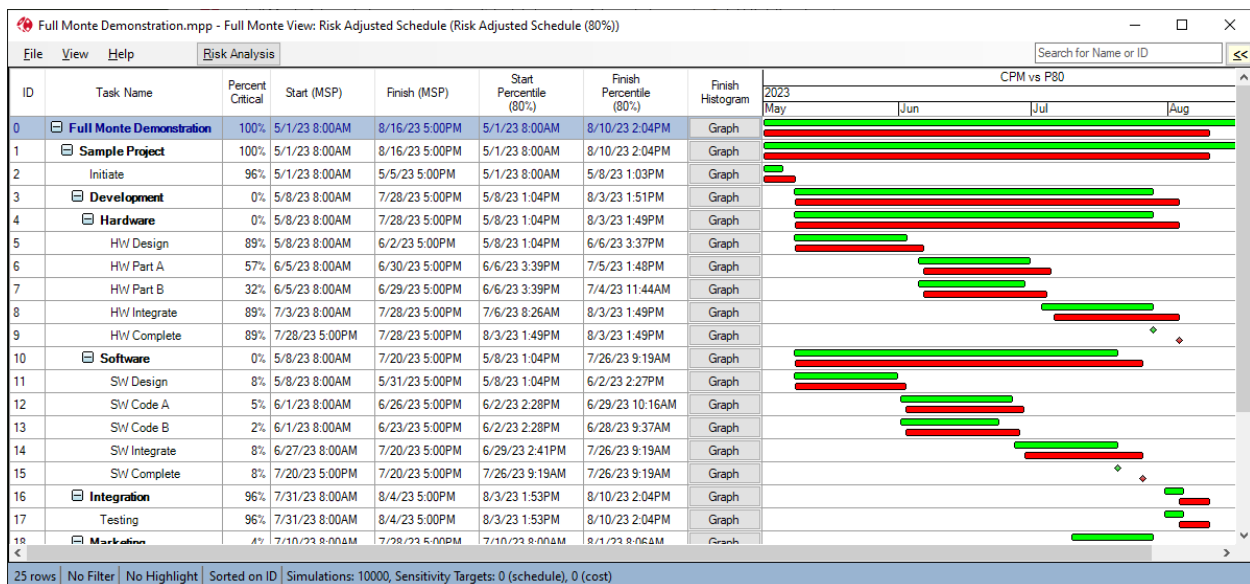 Full Monte Demonstration.mpp - Full Monte View: Risk Adjusted Schedule (Risk Adjusted Schedule (80%))
File View Help Risk Analysis Search for Name or ID <<
ID Task Name Percent Critical Start (MSP) Finish (MSP) Start Percentile (80%) Finish Percentile (80%) Finish Histogram CPM vs P80
2023
May Jun Jul Aug
0 Full Monte Demonstration 100% 5/1/23 8:00AM 8/16/23 5:00PM 5/1/23 8:00AM 8/10/23 2:04PM Graph
1 Sample Project 100% 5/1/23 8:00AM 8/16/23 5:00PM 5/1/23 8:00AM 8/10/23 2:04PM Graph
2 Initiate 96% 5/1/23 8:00AM 5/5/23 5:00PM 5/1/23 8:00AM 5/8/23 1:03PM Graph
3 Development 0% 5/8/23 8:00AM 7/28/23 5:00PM 5/8/23 1:04PM 8/3/23 1:51PM Graph
4 Hardware 0% 5/8/23 8:00AM 7/28/23 5:00PM 5/8/23 1:04PM 8/3/23 1:49PM Graph
5 HW Design 89% 5/8/23 8:00AM 6/2/23 5:00PM 5/8/23 1:04PM 6/6/23 3:37PM Graph
6 HW Part A 57% 6/5/23 8:00AM 6/30/23 5:00PM 6/6/23 3:39PM 7/5/23 1:48PM Graph
7 HW Part B 32% 6/5/23 8:00AM 6/29/23 5:00PM 6/6/23 3:39PM 7/4/23 11:44AM Graph
8 HW Integrate 89% 7/3/23 8:00AM 7/28/23 5:00PM 7/6/23 8:26AM 8/3/23 1:49PM Graph
9 HW Complete 89% 7/28/23 5:00PM 7/28/23 5:00PM 8/3/23 1:49PM 8/3/23 1:49PM Graph
10 Software 0% 5/8/23 8:00AM 7/20/23 5:00PM 5/8/23 1:04PM 7/26/23 9:19AM Graph
11 SW Design 8% 5/8/23 8:00AM 5/31/23 5:00PM 5/8/23 1:04PM 6/2/23 2:27PM Graph
12 SW Code A 5% 6/1/23 8:00AM 6/26/23 5:00PM 6/2/23 2:28PM 6/29/23 10:16AM Graph
13 SW Code B 2% 6/1/23 8:00AM 6/23/23 5:00PM 6/2/23 2:28PM 6/28/23 9:37AM Graph
14 SW Integrate 8% 6/27/23 8:00AM 7/20/23 5:00PM 6/29/23 2:41PM 7/26/23 9:19AM Graph
15 SW Complete 8% 7/20/23 5:00PM 7/20/23 5:00PM 7/26/23 9:19AM 7/26/23 9:19AM Graph
16 Integration 96% 7/31/23 8:00AM 8/4/23 5:00PM 8/3/23 1:53PM 8/10/23 2:04PM Graph
17 Testing 96% 7/31/23 8:00AM 8/4/23 5:00PM 8/3/23 1:53PM 8/10/23 2:04PM Graph
18 Marketing 4% 7/10/23 8:00AM 7/28/23 5:00PM 7/10/23 8:00AM 8/1/23 8:06AM Graph
25 rows No Filter No Highlight Sorted on ID Simulations: 10000, Sensitivity Targets: 0 (schedule), 0 (cost)